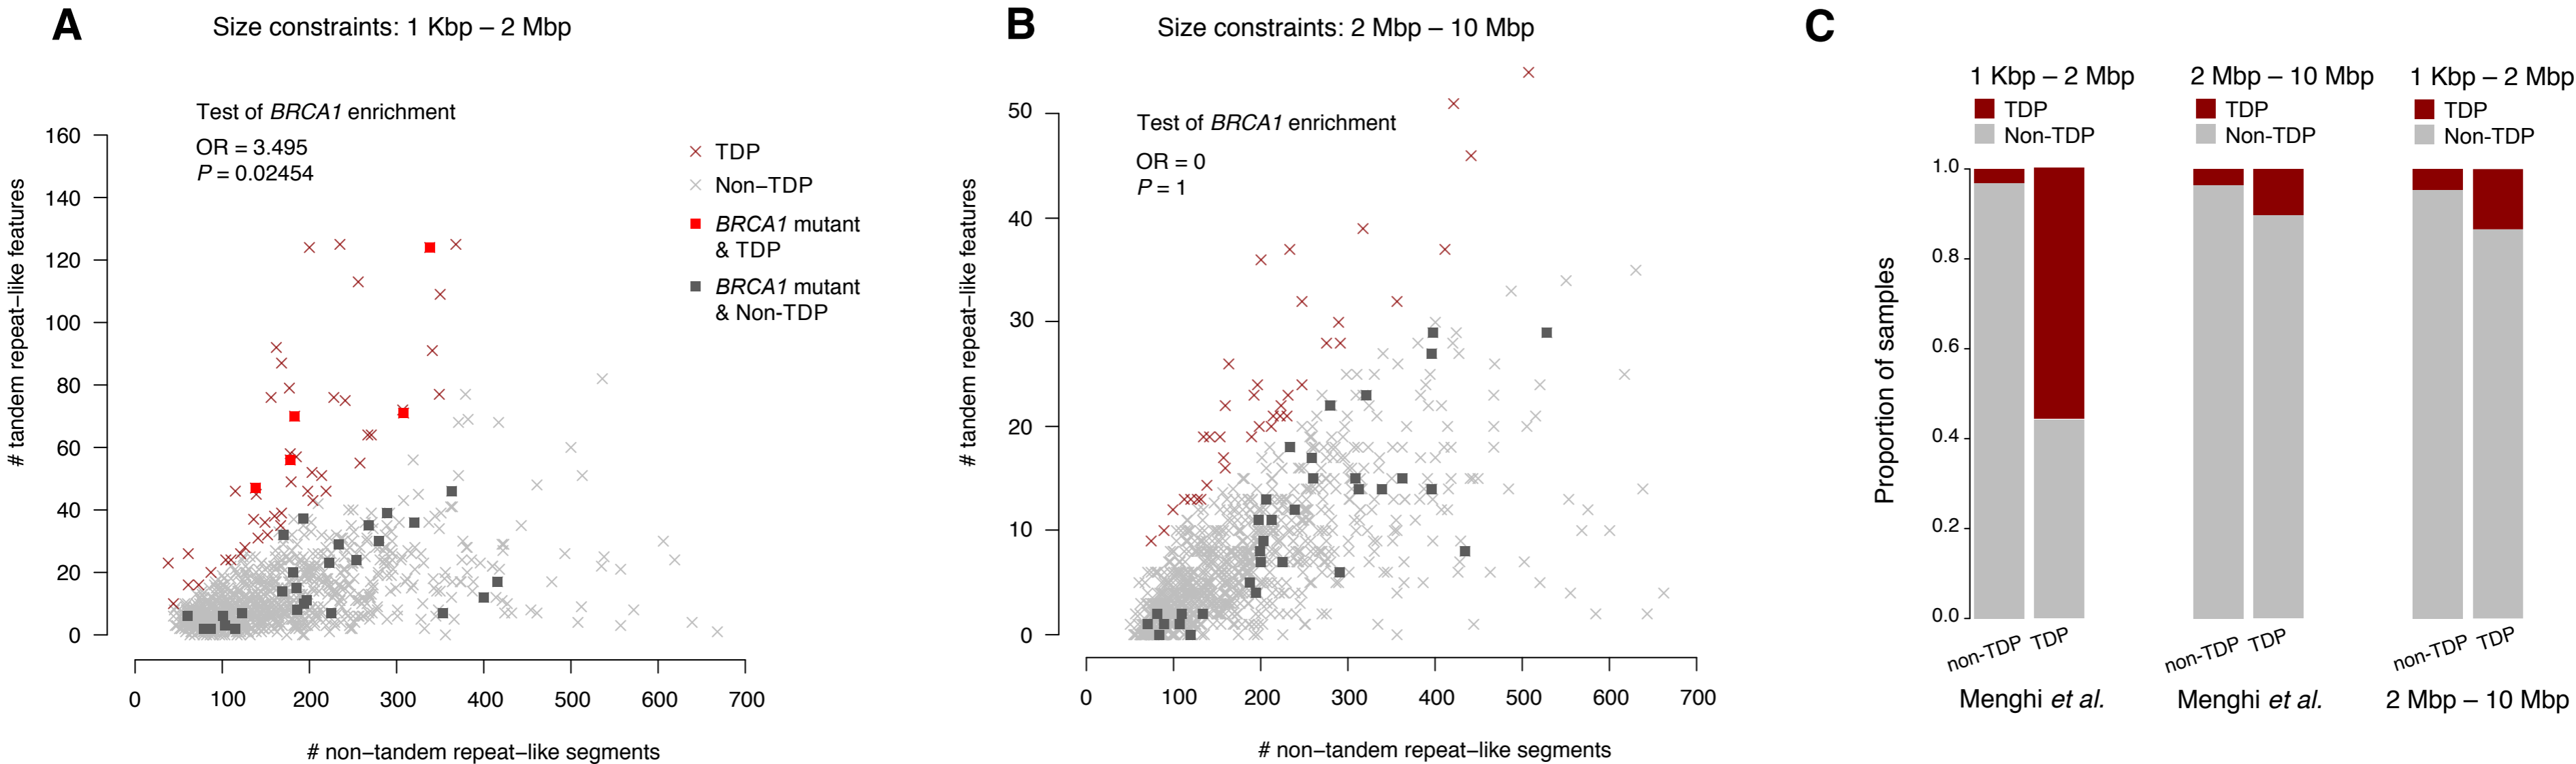 A
Size constraints: 1 Kbp – 2 Mbp
Test of BRCA1 enrichment
OR = 3.495
P = 0.02454
# tandem repeat–like features
160
140
120
100
80
60
40
20
0
0 100 200 300 400 500 600 700
# non–tandem repeat–like segments
TDP
Non–TDP
BRCA1 mutant
& TDP
BRCA1 mutant
& Non-TDP
B
Size constraints: 2 Mbp – 10 Mbp
Test of BRCA1 enrichment
OR = 0
P = 1
# tandem repeat–like features
50
40
30
20
10
0
0 100 200 300 400 500 600 700
# non–tandem repeat–like segments
C
1 Kbp – 2 Mbp
TDP
Non-TDP
2 Mbp – 10 Mbp
TDP
Non-TDP
1 Kbp – 2 Mbp
TDP
Non-TDP
Proportion of samples
1.0
0.8
0.6
0.4
0.2
0.0
non-TDP TDP
Menghi et al.
non-TDP TDP
Menghi et al.
non-TDP TDP
2 Mbp – 10 Mbp